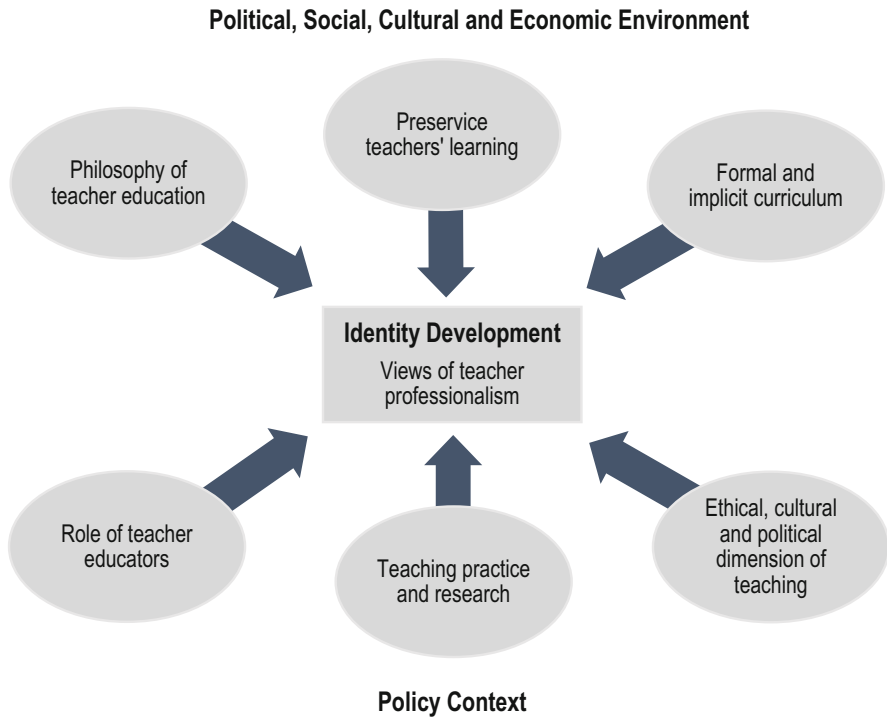 Political, Social, Cultural and Economic Environment
Preservice
teachers' learning
Philosophy of
teacher education
Formal and
implicit curriculum
Identity Development
Views of teacher
professionalism
Role of teacher
educators
Teaching practice
and research
Ethical, cultural
and political
dimension of
teaching
Policy Context